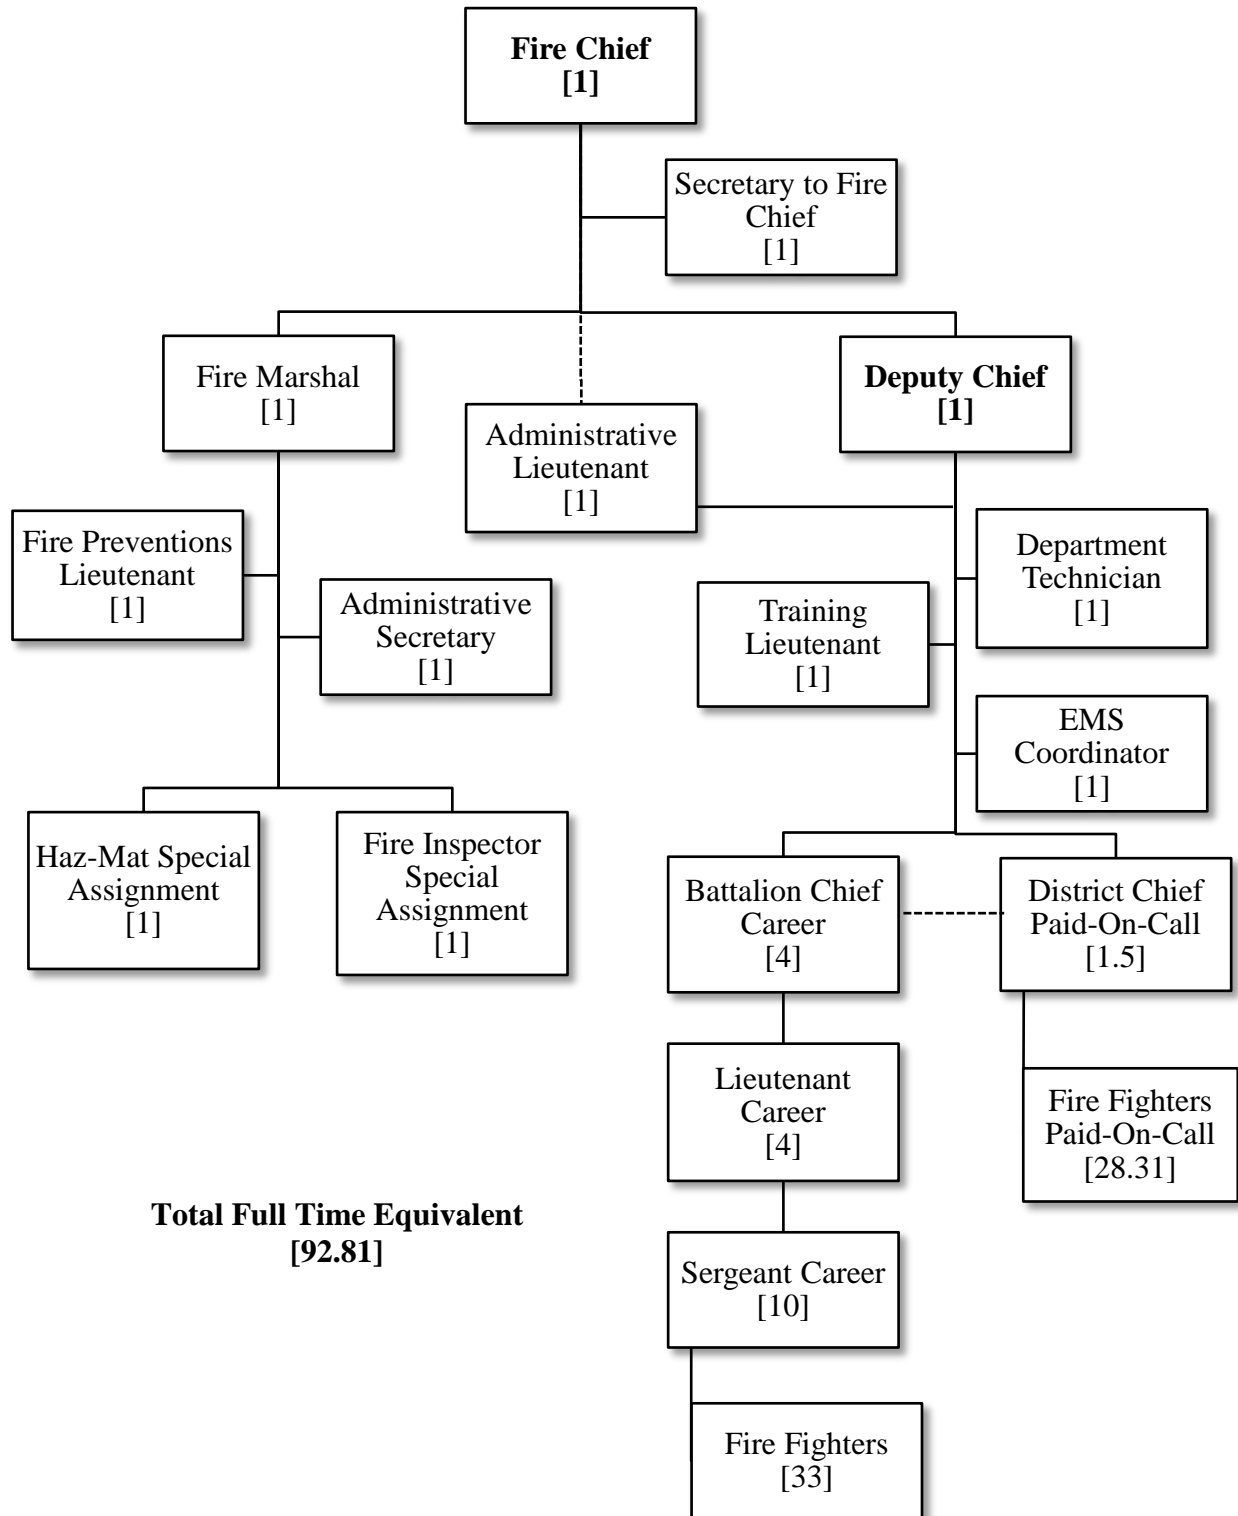 Fire Chief
[1]
Secretary to Fire
Chief
[1]
Fire Marshal
[1]
Deputy Chief
[1]
Administrative
Lieutenant
[1]
Fire Preventions
Lieutenant
[1]
Administrative
Secretary
[1]
Department
Technician
[1]
Training
Lieutenant
[1]
EMS
Coordinator
[1]
Haz-Mat Special
Assignment
[1]
Fire Inspector
Special
Assignment
[1]
Battalion Chief
Career
[4]
District Chief
Paid-On-Call
[1.5]
Lieutenant
Career
[4]
Fire Fighters
Paid-On-Call
[28.31]
Total Full Time Equivalent
[92.81]
Sergeant Career
[10]
Fire Fighters
[33]